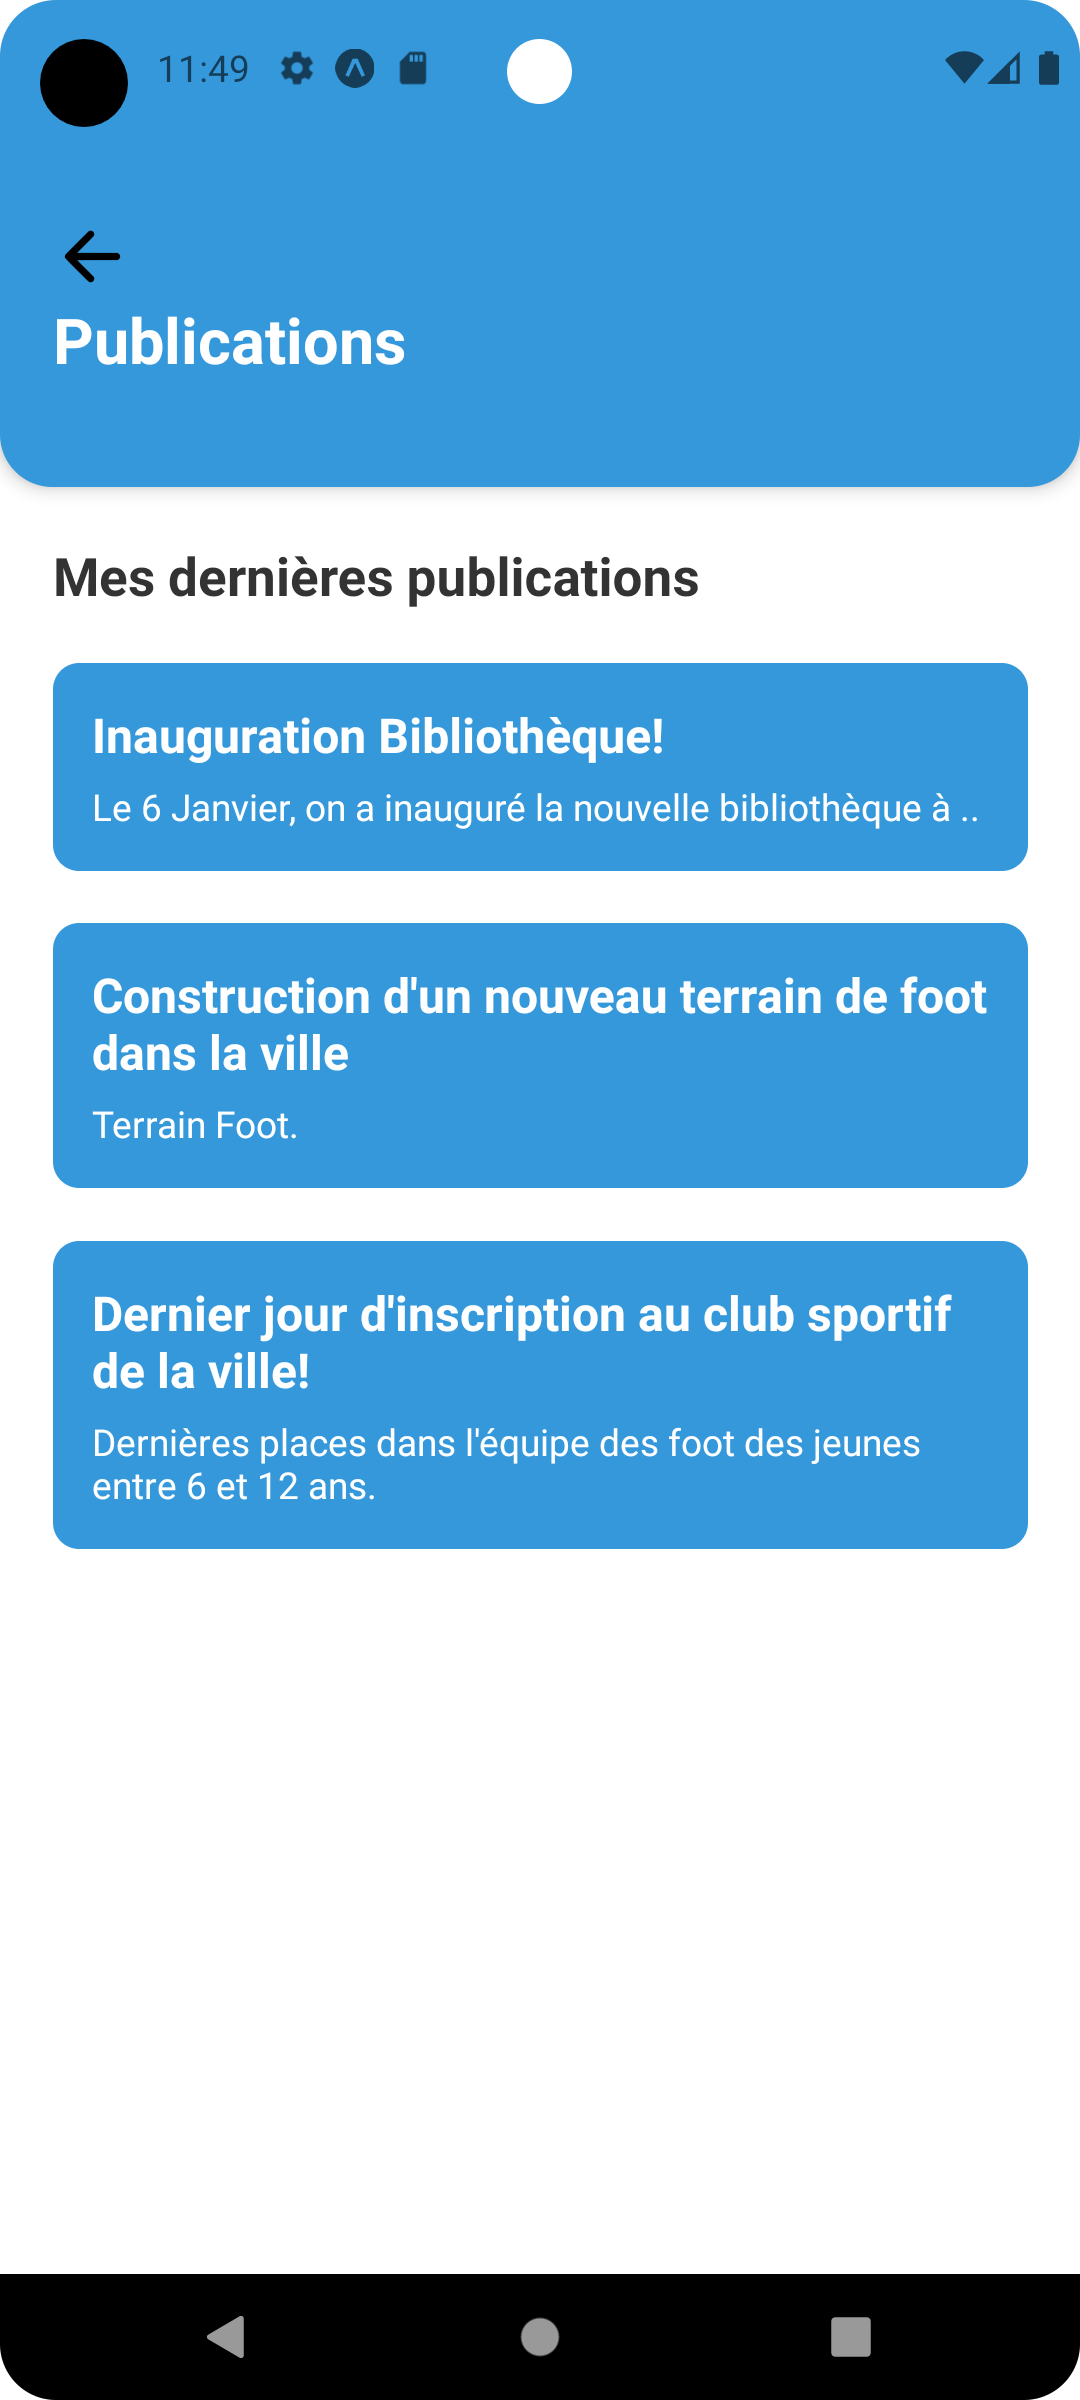 11:49
Publications
Mes dernières publications
Inauguration Bibliothèque!
Le 6 Janvier, on a inauguré la nouvelle bibliothèque à ..
Construction d'un nouveau terrain de foot
dans la ville
Terrain Foot.
Dernier jour d'inscription au club sportif
de la ville!
Dernières places dans l'équipe des foot des jeunes
entre 6 et 12 ans.